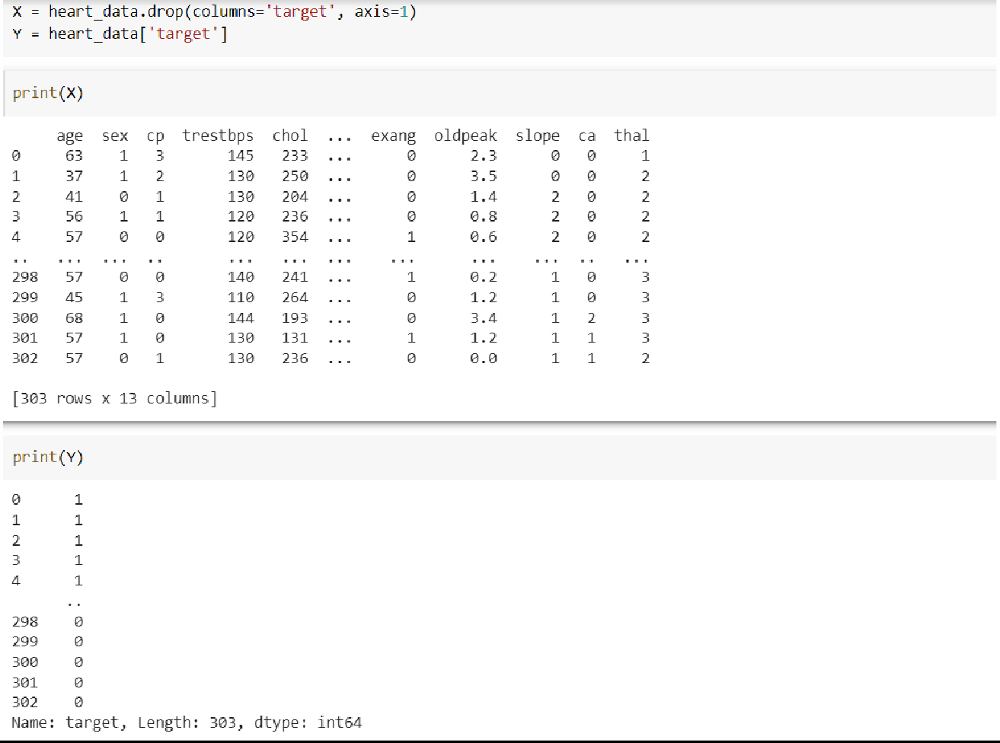 X = heart_data.drop(columns='target', axis=1)
Y = heart_data['target']
print(X)
     age  sex  cp  trestbps  chol  ...  exang  oldpeak  slope  ca  thal
0     63    1   3       145   233  ...      0      2.3      0   0     1
1     37    1   2       130   250  ...      0      3.5      0   0     2
2     41    0   1       130   204  ...      0      1.4      2   0     2
3     56    1   1       120   236  ...      0      0.8      2   0     2
4     57    0   0       120   354  ...      1      0.6      2   0     2
..   ...  ...  ..       ...   ...  ...    ...      ...    ...  ..   ...
298   57    0   0       140   241  ...      1      0.2      1   0     3
299   45    1   3       110   264  ...      0      1.2      1   0     3
300   68    1   0       144   193  ...      0      3.4      1   2     3
301   57    1   0       130   131  ...      1      1.2      1   1     3
302   57    0   1       130   236  ...      0      0.0      1   1     2
[303 rows x 13 columns]
print(Y)
0      1
1      1
2      1
3      1
4      1
      ..
298    0
299    0
300    0
301    0
302    0
Name: target, Length: 303, dtype: int64